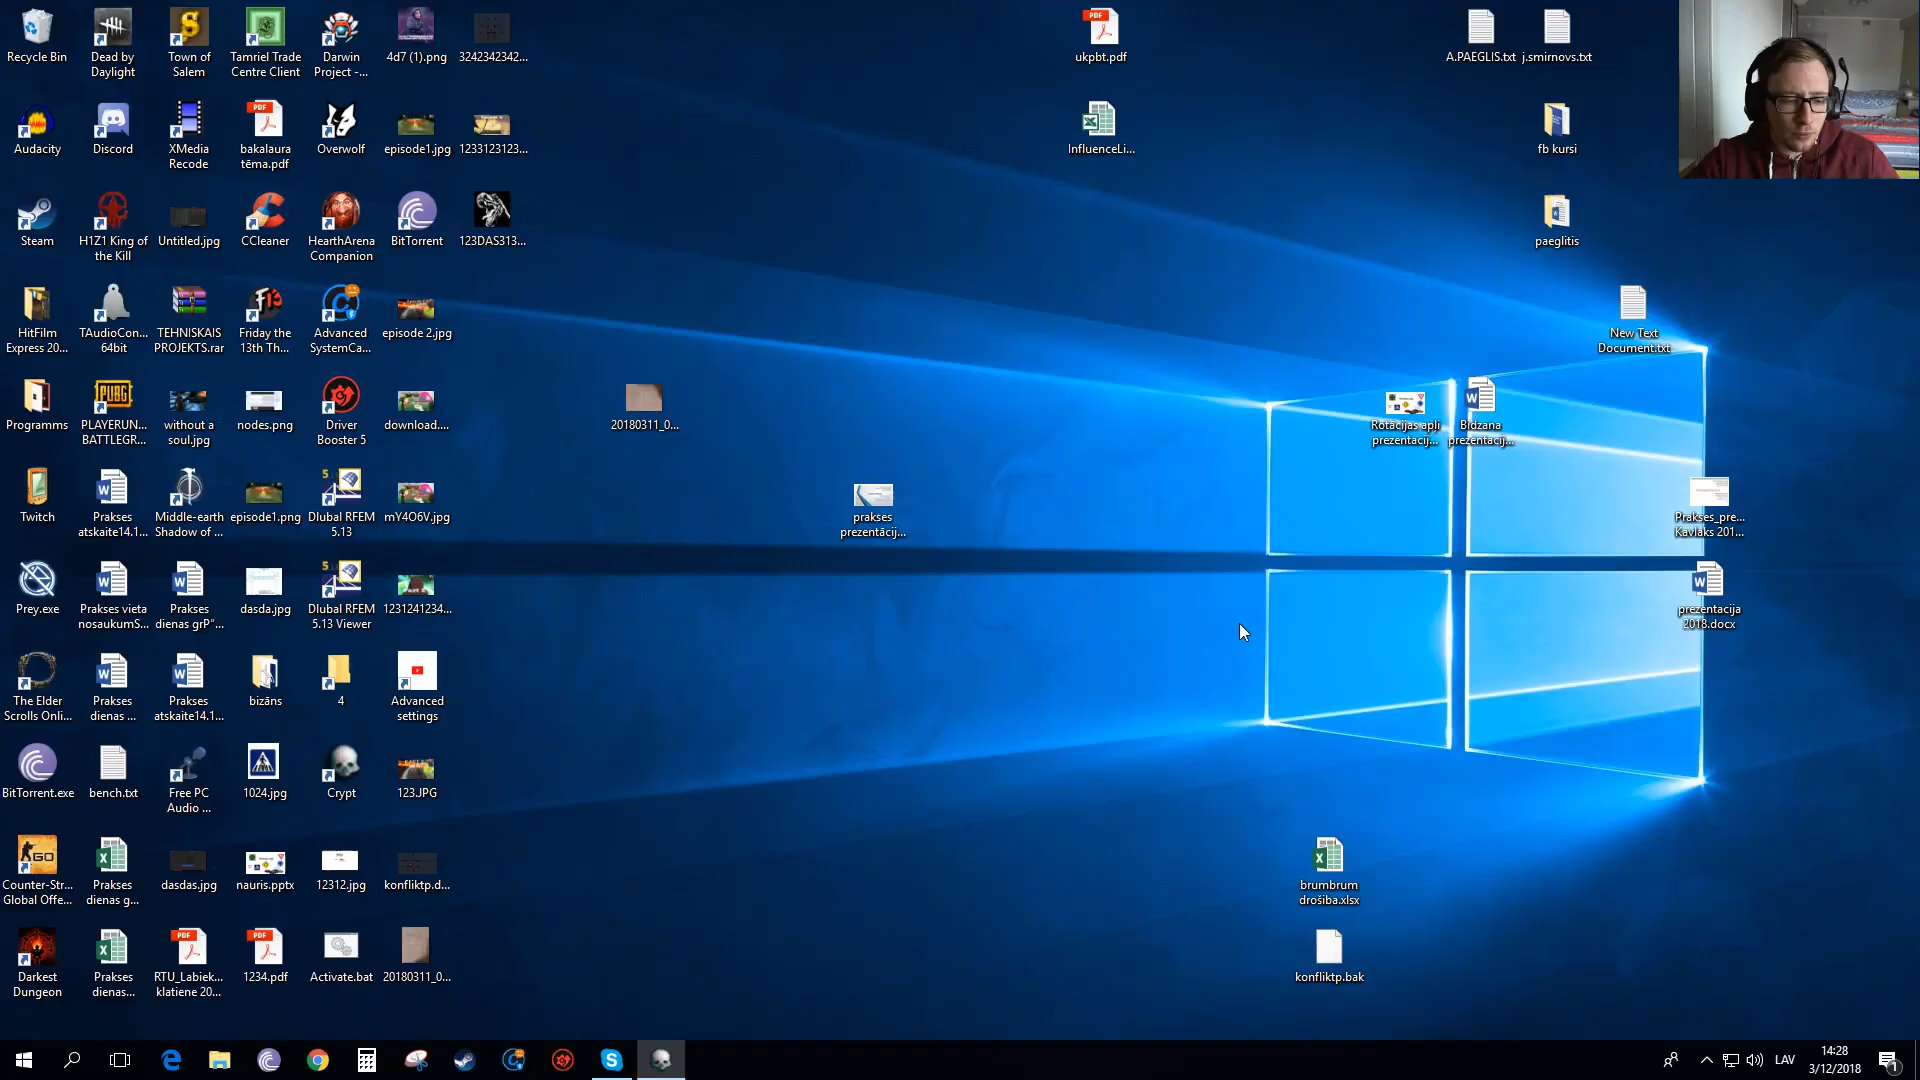 Recycle Bin
Dead by
Daylight
Town of
Salem
Tamriel Trade
Centre Client
Darwin
Project -...
4d7 (1).png
3242342342...
ukpbt.pdf
A.PAEGLIS.txt
j.smirnovs.txt
Audacity
Discord
XMedia
Recode
bakalaura
tēma.pdf
Overwolf
episode1.jpg
1233123123...
InfluenceLi...
fb kursi
Steam
H1Z1 King of
the Kill
Untitled.jpg
CCleaner
HearthArena
Companion
BitTorrent
123DAS313...
paeglitis
HitFilm
Express 20...
TAudioCon...
64bit
TEHNISKAIS
PROJEKTS.rar
Friday the
13th Th...
Advanced
SystemCa...
episode 2.jpg
New Text
Document.txt
Programms
PLAYERUN...
BATTLEGR...
without a
soul.jpg
nodes.png
Driver
Booster 5
download....
20180311_0...
Rotācijas apļi
prezentacij...
Bidzana
prezentacij...
Twitch
Prakses
atskaite14.1...
Middle-earth
Shadow of ...
episode1.png
Dlubal RFEM
5.13
mY4O6V.jpg
prakses
prezentācij...
Prakses_pre...
Kavlaks 201...
Prey.exe
Prakses vieta
nosaukumS...
Prakses
dienas grP“...
dasda.jpg
Dlubal RFEM
5.13 Viewer
1231241234...
prezentacija
2018.docx
The Elder
Scrolls Onli...
Prakses
dienas ...
Prakses
atskaite14.1...
bizāns
4
Advanced
settings
BitTorrent.exe
bench.txt
Free PC
Audio ...
1024.jpg
Crypt
123.JPG
Counter-Str...
Global Offe...
Prakses
dienas g...
dasdas.jpg
nauris.pptx
12312.jpg
konfliktp.d...
brumbrum
drošiba.xlsx
Darkest
Dungeon
Prakses
dienas...
RTU_Labiek...
klatiene 20...
1234.pdf
Activate.bat
20180311_0...
konfliktp.bak
LAV
14:28
3/12/2018
1